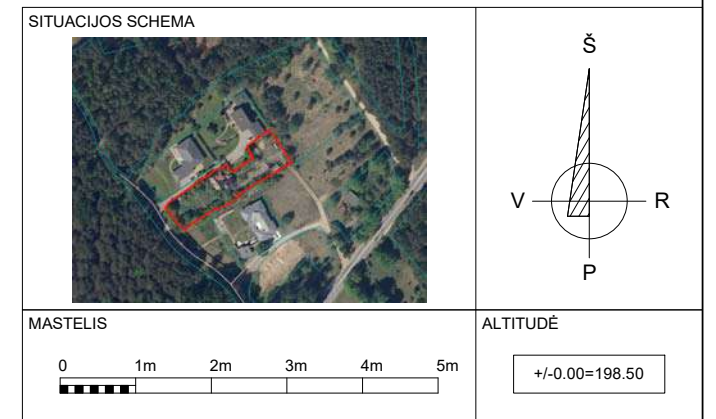 SITUACIJOS SCHEMA
Š
V
R
P
MASTELIS
0 1m 2m 3m 4m 5m
ALTITUDĖ
+/-0.00=198.50